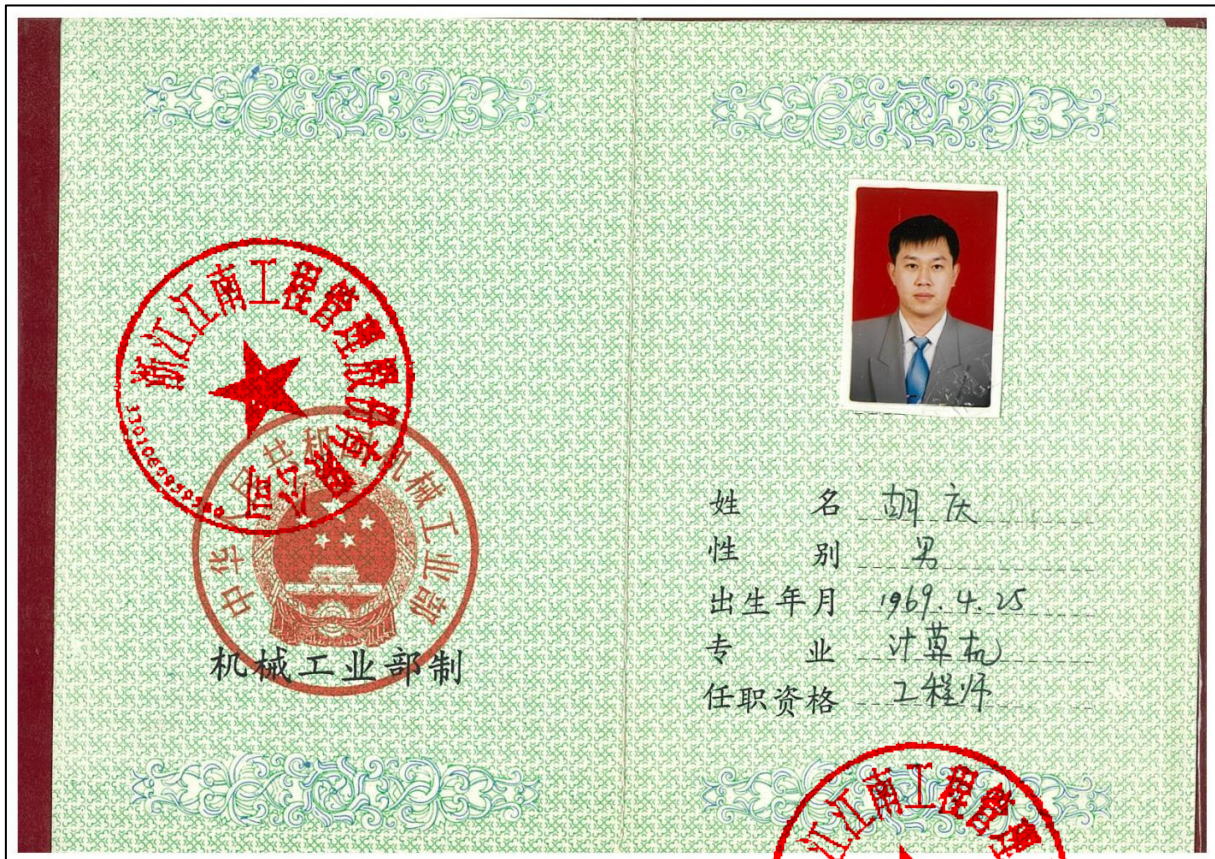 浙江江南工程管理股份有限公司
中华人民共和国机械工业部
机械工业部制
姓 名 胡庆
性 别 男
出生年月 1969.4.25
专 业 计算机
任职资格 工程师
江江南工程管理